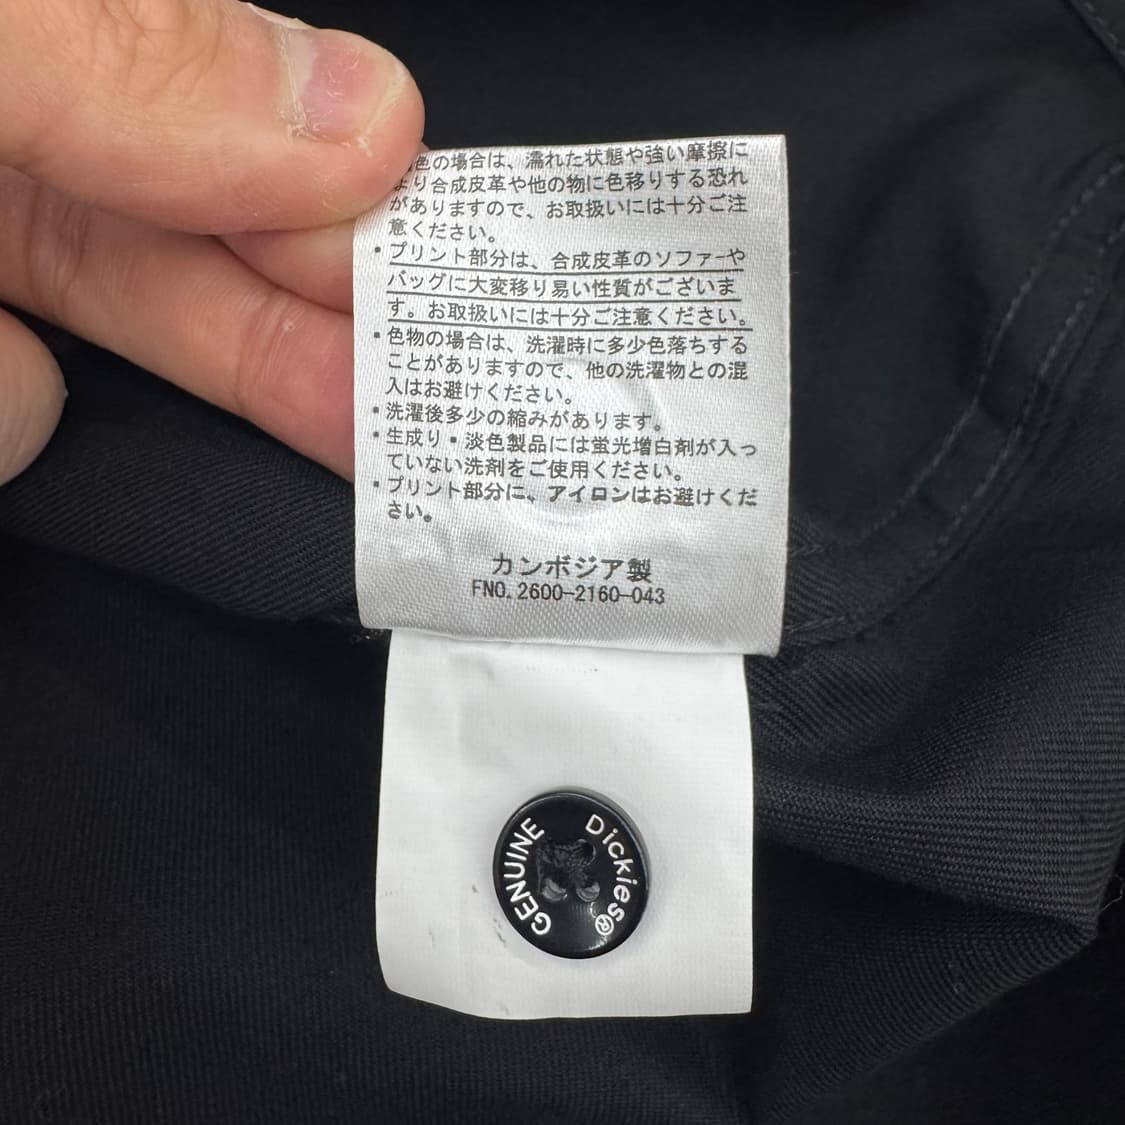 色の場合は、濡れた状態や強い摩擦に
より合成皮革や他の物に色移りする恐れ
がありますので、お取扱いには十分ご注
意ください。
・プリント部分は、合成皮革のソファーや
バッグに大変移り易い性質がございま
す。お取扱いには十分ご注意ください。
・色物の場合は、洗濯時に多少色落ちする
ことがありますので、他の洗濯物との混
入はお避けください。
・洗濯後多少の縮みがあります。
・生成り・淡色製品には蛍光増白剤が入っ
ていない洗剤をご使用ください。
・プリント部分に、アイロンはお避けくだ
さい。
カンボジア製
FNO.2600-2160-043
GENUINE
Dickies®